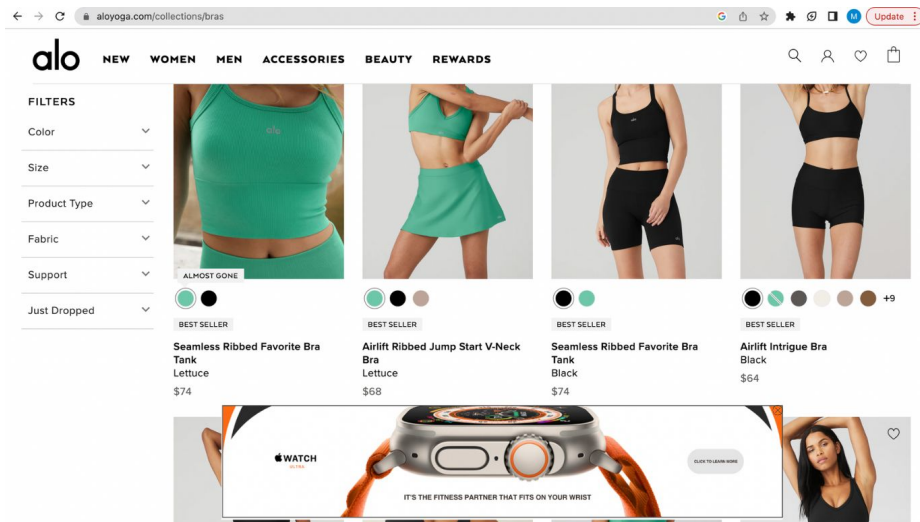 aloyoga.com/collections/bras
M
Update
alo
NEW WOMEN MEN ACCESSORIES BEAUTY REWARDS
FILTERS
Color
Size
Product Type
Fabric
Support
Just Dropped
alo
ALMOST GONE
BEST SELLER
Seamless Ribbed Favorite Bra
Tank
Lettuce
$74
BEST SELLER
Airlift Ribbed Jump Start V-Neck
Bra
Lettuce
$68
alo
BEST SELLER
Seamless Ribbed Favorite Bra
Tank
Black
$74
+9
BEST SELLER
Airlift Intrigue Bra
Black
$64
WATCH
ULTRA
CLICK TO LEARN MORE
IT'S THE FITNESS PARTNER THAT FITS ON YOUR WRIST